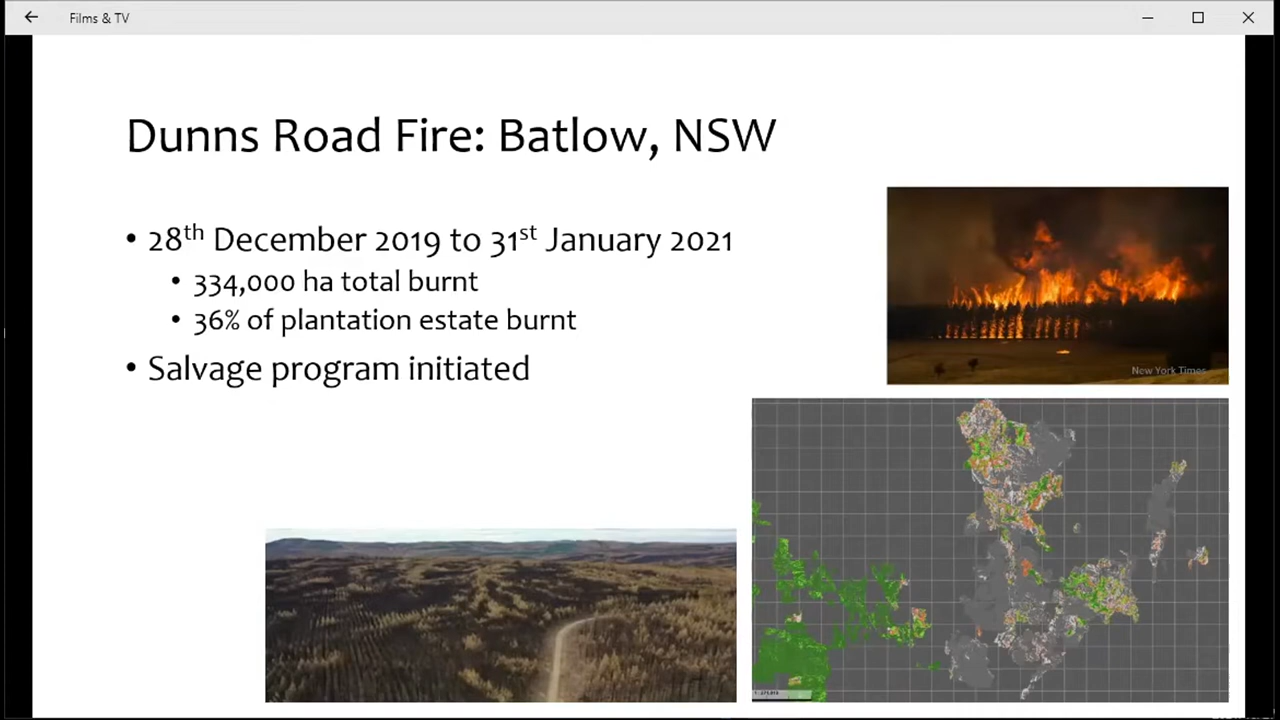 Films & TV
Dunns Road Fire: Batlow, NSW
• 28th December 2019 to 31st January 2021
• 334,000 ha total burnt
• 36% of plantation estate burnt
• Salvage program initiated
New York Times